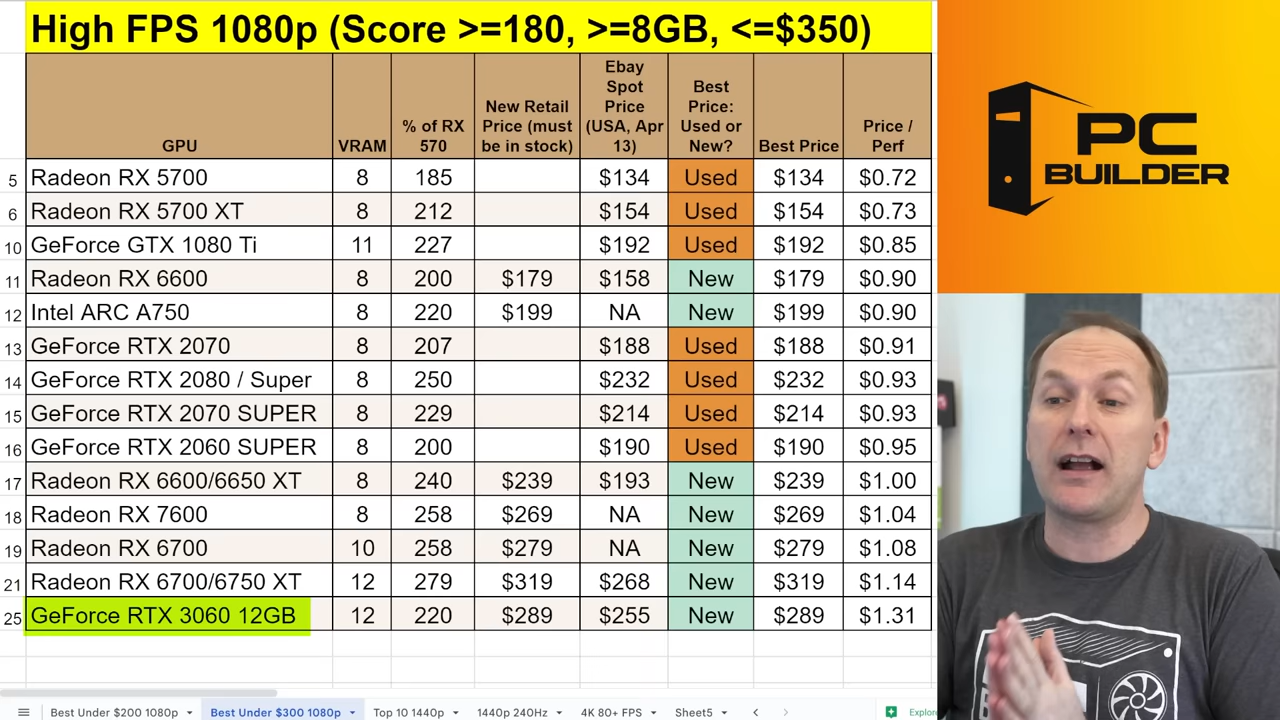 High FPS 1080p (Score >=180, >=8GB, <=$350)
GPU VRAM % of RX 570 New Retail Price (must be in stock) Ebay Spot Price (USA, Apr 13) Best Price: Used or New? Best Price Price / Perf
5 Radeon RX 5700 8 185 $134 Used $134 $0.72
6 Radeon RX 5700 XT 8 212 $154 Used $154 $0.73
10 GeForce GTX 1080 Ti 11 227 $192 Used $192 $0.85
11 Radeon RX 6600 8 200 $179 $158 New $179 $0.90
12 Intel ARC A750 8 220 $199 NA New $199 $0.90
13 GeForce RTX 2070 8 207 $188 Used $188 $0.91
14 GeForce RTX 2080 / Super 8 250 $232 Used $232 $0.93
15 GeForce RTX 2070 SUPER 8 229 $214 Used $214 $0.93
16 GeForce RTX 2060 SUPER 8 200 $190 Used $190 $0.95
17 Radeon RX 6600/6650 XT 8 240 $239 $193 New $239 $1.00
18 Radeon RX 7600 8 258 $269 NA New $269 $1.04
19 Radeon RX 6700 10 258 $279 NA New $279 $1.08
21 Radeon RX 6700/6750 XT 12 279 $319 $268 New $319 $1.14
25 GeForce RTX 3060 12GB 12 220 $289 $255 New $289 $1.31
Best Under $200 1080p Best Under $300 1080p Top 10 1440p 1440p 240Hz 4K 80+ FPS Sheet5
PC
BUILDER